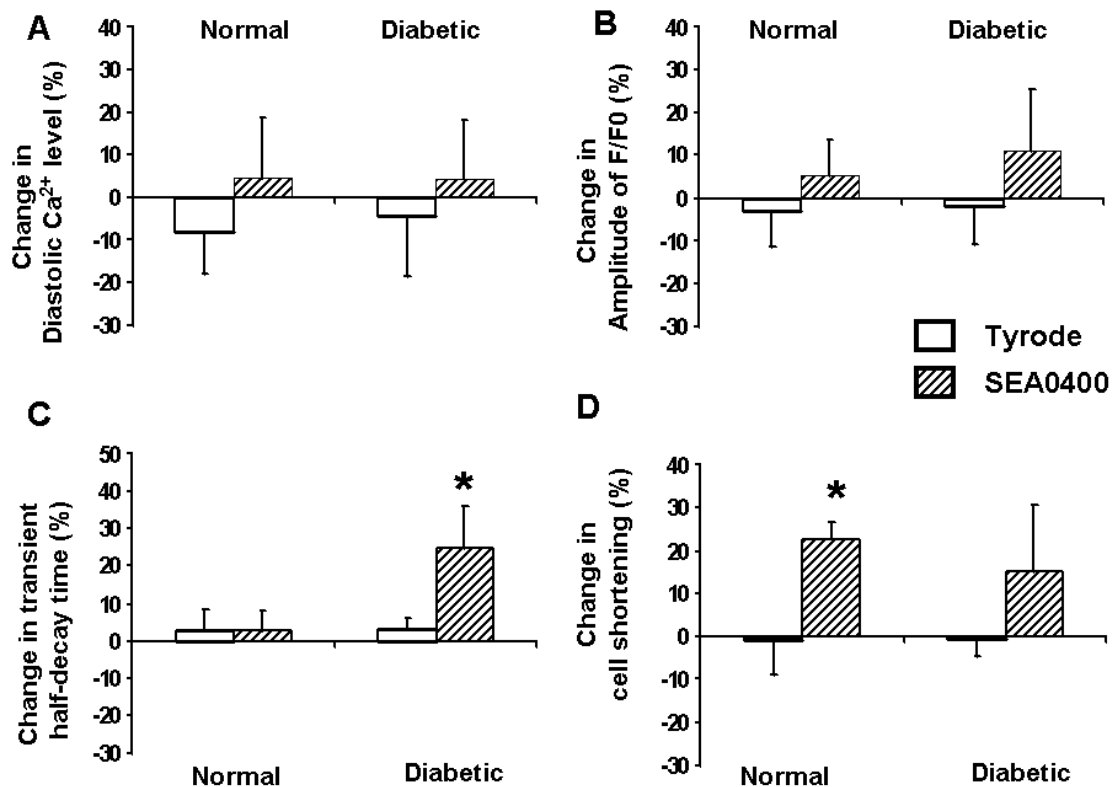 A
Normal
Diabetic
Change in
Diastolic Ca²⁺ level (%)
40
30
20
10
0
-10
-20
-30
B
Normal
Diabetic
Change in
Amplitude of F/F0 (%)
40
30
20
10
0
-10
-20
-30
Tyrode
SEA0400
C
Change in transient
half-decay time (%)
50
40
30
20
10
0
-10
-20
-30
*
Normal
Diabetic
D
Change in
cell shortening (%)
40
30
20
10
0
-10
-20
-30
*
Normal
Diabetic